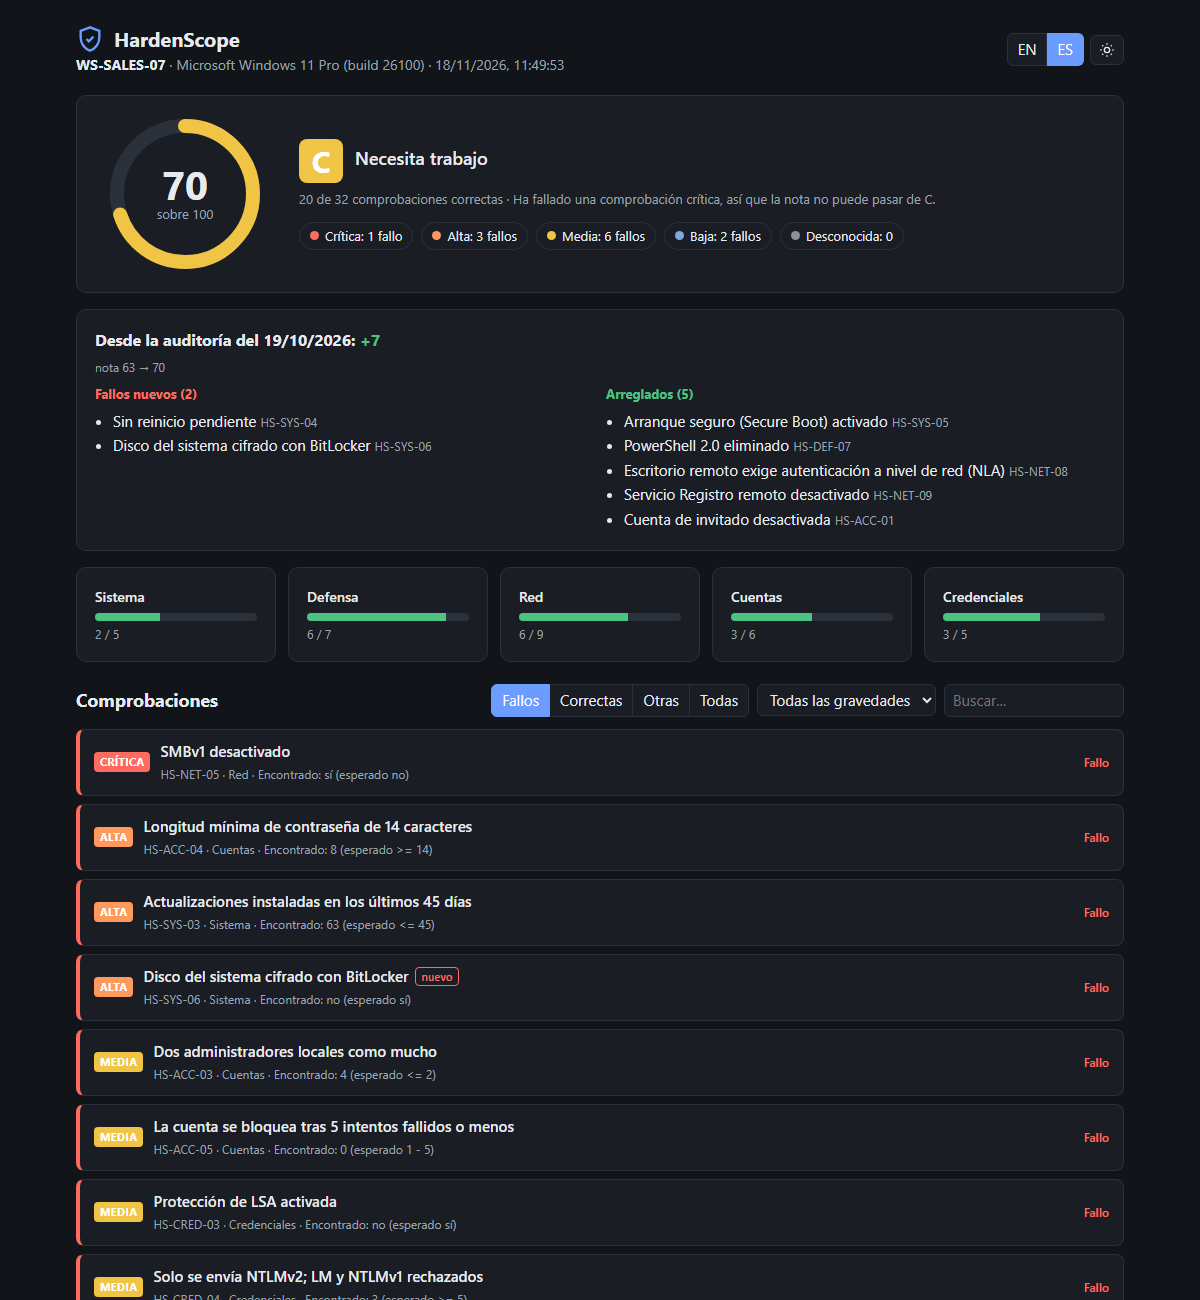 HardenScope
WS-SALES-07 · Microsoft Windows 11 Pro (build 26100) · 18/11/2026, 11:49:53
EN ES
70
sobre 100
C
Necesita trabajo
20 de 32 comprobaciones correctas · Ha fallado una comprobación crítica, así que la nota no puede pasar de C.
Crítica: 1 fallo
Alta: 3 fallos
Media: 6 fallos
Baja: 2 fallos
Desconocida: 0
Desde la auditoría del 19/10/2026: +7
nota 63 → 70
Fallos nuevos (2)
Sin reinicio pendiente HS-SYS-04
Disco del sistema cifrado con BitLocker HS-SYS-06
Arreglados (5)
Arranque seguro (Secure Boot) activado HS-SYS-05
PowerShell 2.0 eliminado HS-DEF-07
Escritorio remoto exige autenticación a nivel de red (NLA) HS-NET-08
Servicio Registro remoto desactivado HS-NET-09
Cuenta de invitado desactivada HS-ACC-01
Sistema
2 / 5
Defensa
6 / 7
Red
6 / 9
Cuentas
3 / 6
Credenciales
3 / 5
Comprobaciones
Fallos Correctas Otras Todas
Todas las gravedades
Buscar...
CRÍTICA
SMBv1 desactivado
HS-NET-05 · Red · Encontrado: sí (esperado no)
Fallo
ALTA
Longitud mínima de contraseña de 14 caracteres
HS-ACC-04 · Cuentas · Encontrado: 8 (esperado >= 14)
Fallo
ALTA
Actualizaciones instaladas en los últimos 45 días
HS-SYS-03 · Sistema · Encontrado: 63 (esperado <= 45)
Fallo
ALTA
Disco del sistema cifrado con BitLocker nuevo
HS-SYS-06 · Sistema · Encontrado: no (esperado sí)
Fallo
MEDIA
Dos administradores locales como mucho
HS-ACC-03 · Cuentas · Encontrado: 4 (esperado <= 2)
Fallo
MEDIA
La cuenta se bloquea tras 5 intentos fallidos o menos
HS-ACC-05 · Cuentas · Encontrado: 0 (esperado 1 - 5)
Fallo
MEDIA
Protección de LSA activada
HS-CRED-03 · Credenciales · Encontrado: no (esperado sí)
Fallo
MEDIA
Solo se envía NTLMv2; LM y NTLMv1 rechazados
HS-CRED-04 · Credenciales · Encontrado: 3 (esperado >= 5)
Fallo